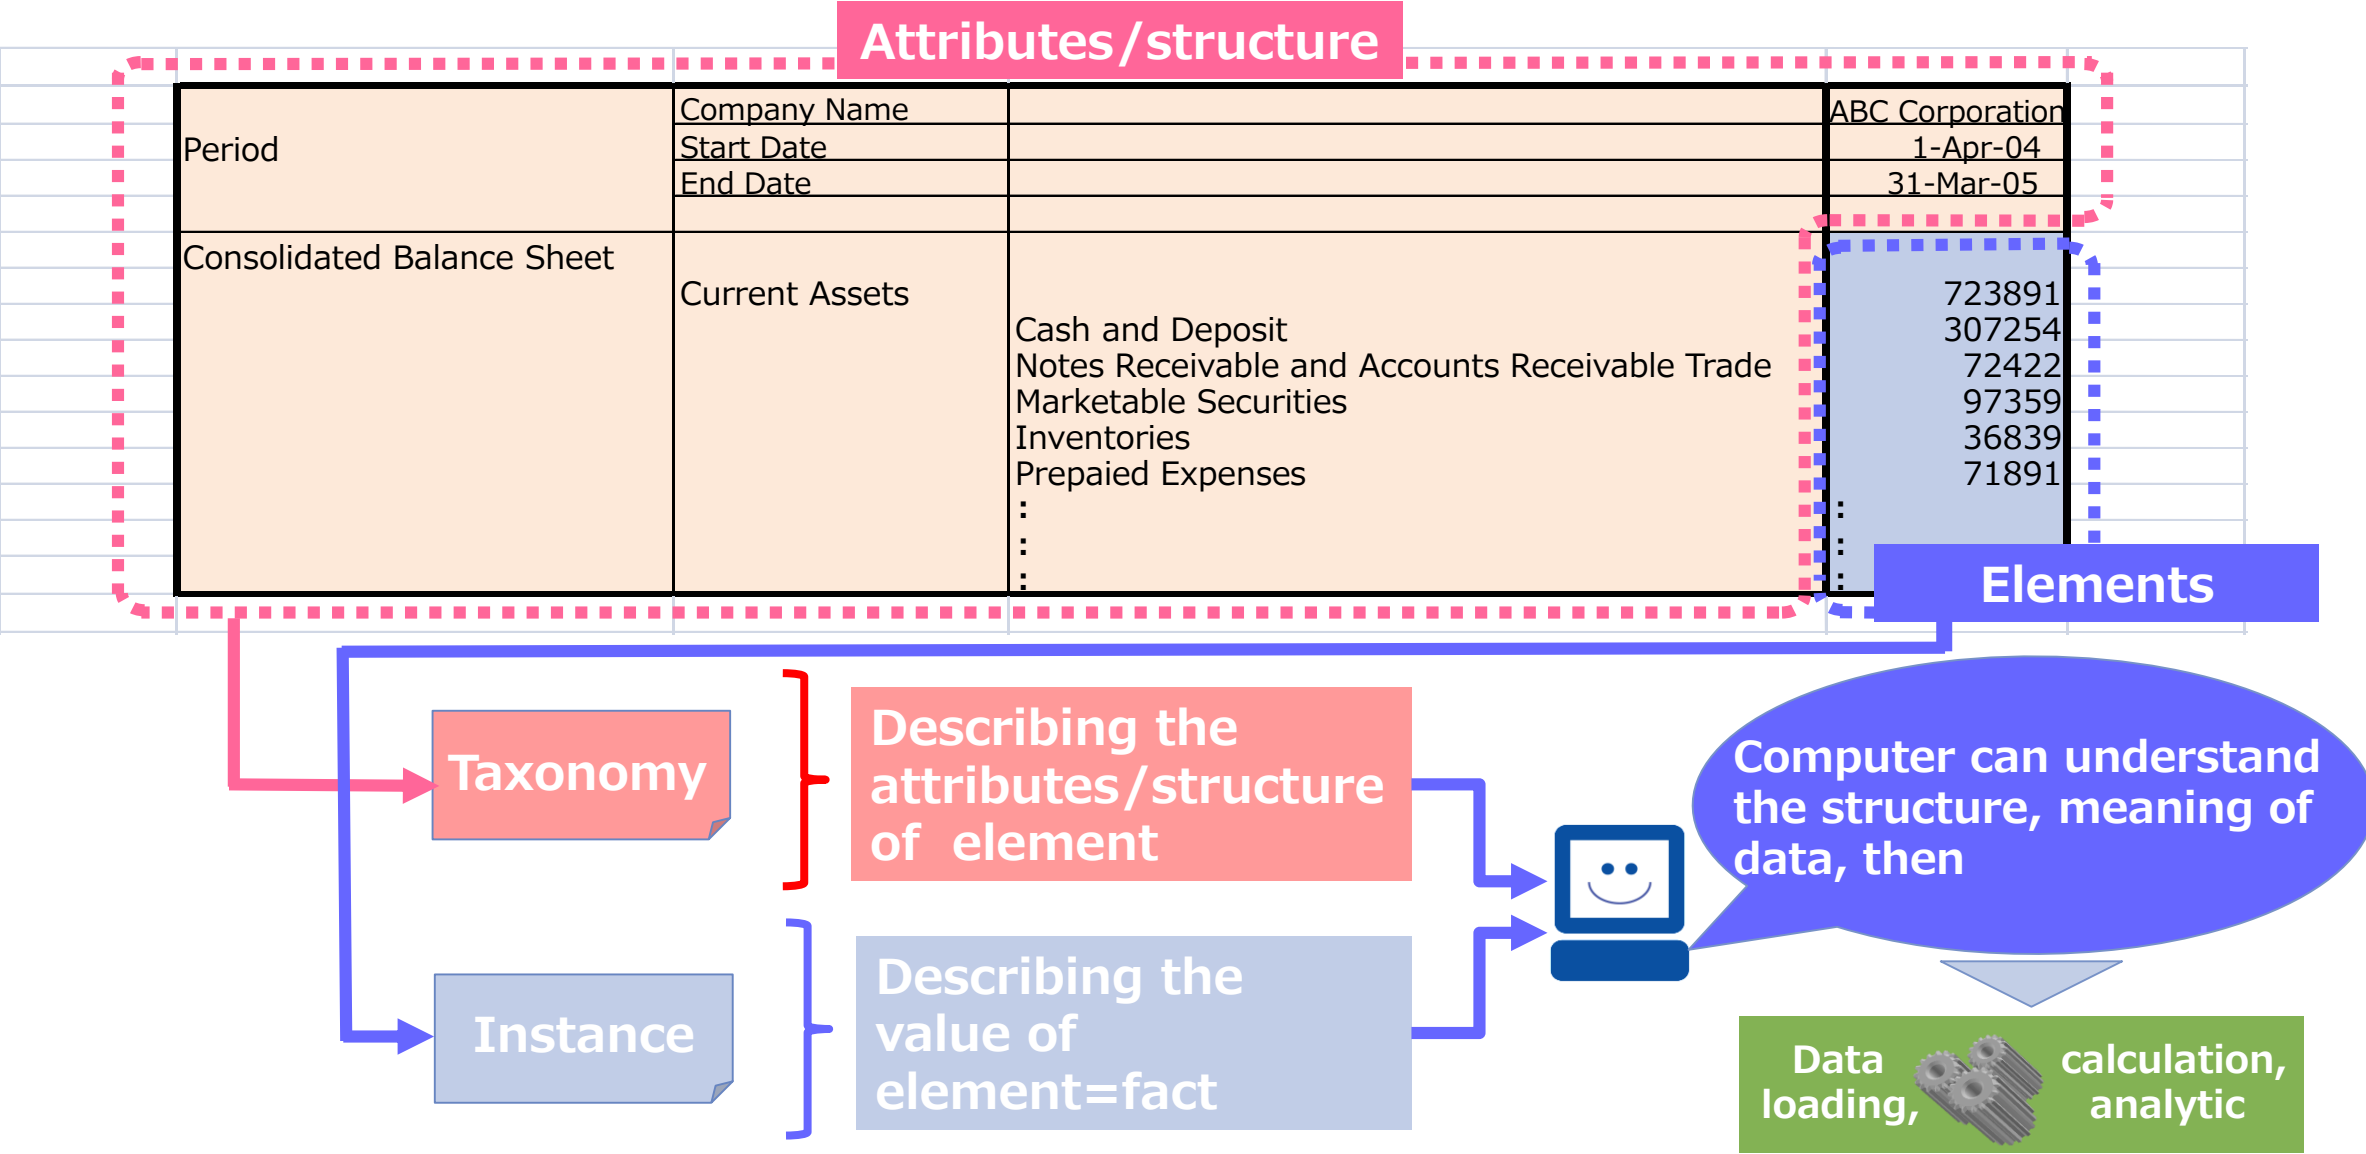 Attributes/structure
Company Name ABC Corporation
Period Start Date 1-Apr-04
End Date 31-Mar-05
Consolidated Balance Sheet
Current Assets 723891
Cash and Deposit 307254
Notes Receivable and Accounts Receivable Trade 72422
Marketable Securities 97359
Inventories 36839
Prepaied Expenses 71891
: :
: :
: :
Elements
Taxonomy
Describing the
attributes/structure
of element
Computer can understand
the structure, meaning of
data, then
Instance
Describing the
value of
element=fact
Data
loading,
calculation,
analytic